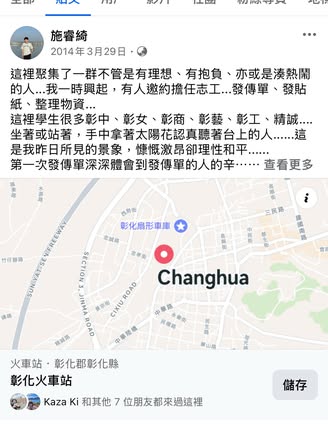 全部 貼文 用戶 影片 社團 粉絲專頁
施睿綺
2014年3月29日 ·
這裡聚集了一群不管是有理想、有抱負、亦或是湊熱鬧
的人...我一時興起，有人邀約擔任志工...發傳單、發貼
紙、整理物資...
這裡學生很多彰中、彰女、彰商、彰藝、彰工、精誠....
坐著或站著，手中拿著太陽花認真聽著台上的人......這
是我昨日所見的景象，慷慨激昂卻理性和平......
第一次發傳單深深體會到發傳單的人的辛⋯⋯ 查看更多
彰化扇形車庫
SUNIVATSEN FREEWAY
Changhua
SECTION 5, JINMA ROAD
CIXIU ROAD
火車站 · 彰化郡彰化縣
彰化火車站
儲存
Kaza Ki 和其他 7 位朋友都來過這裡